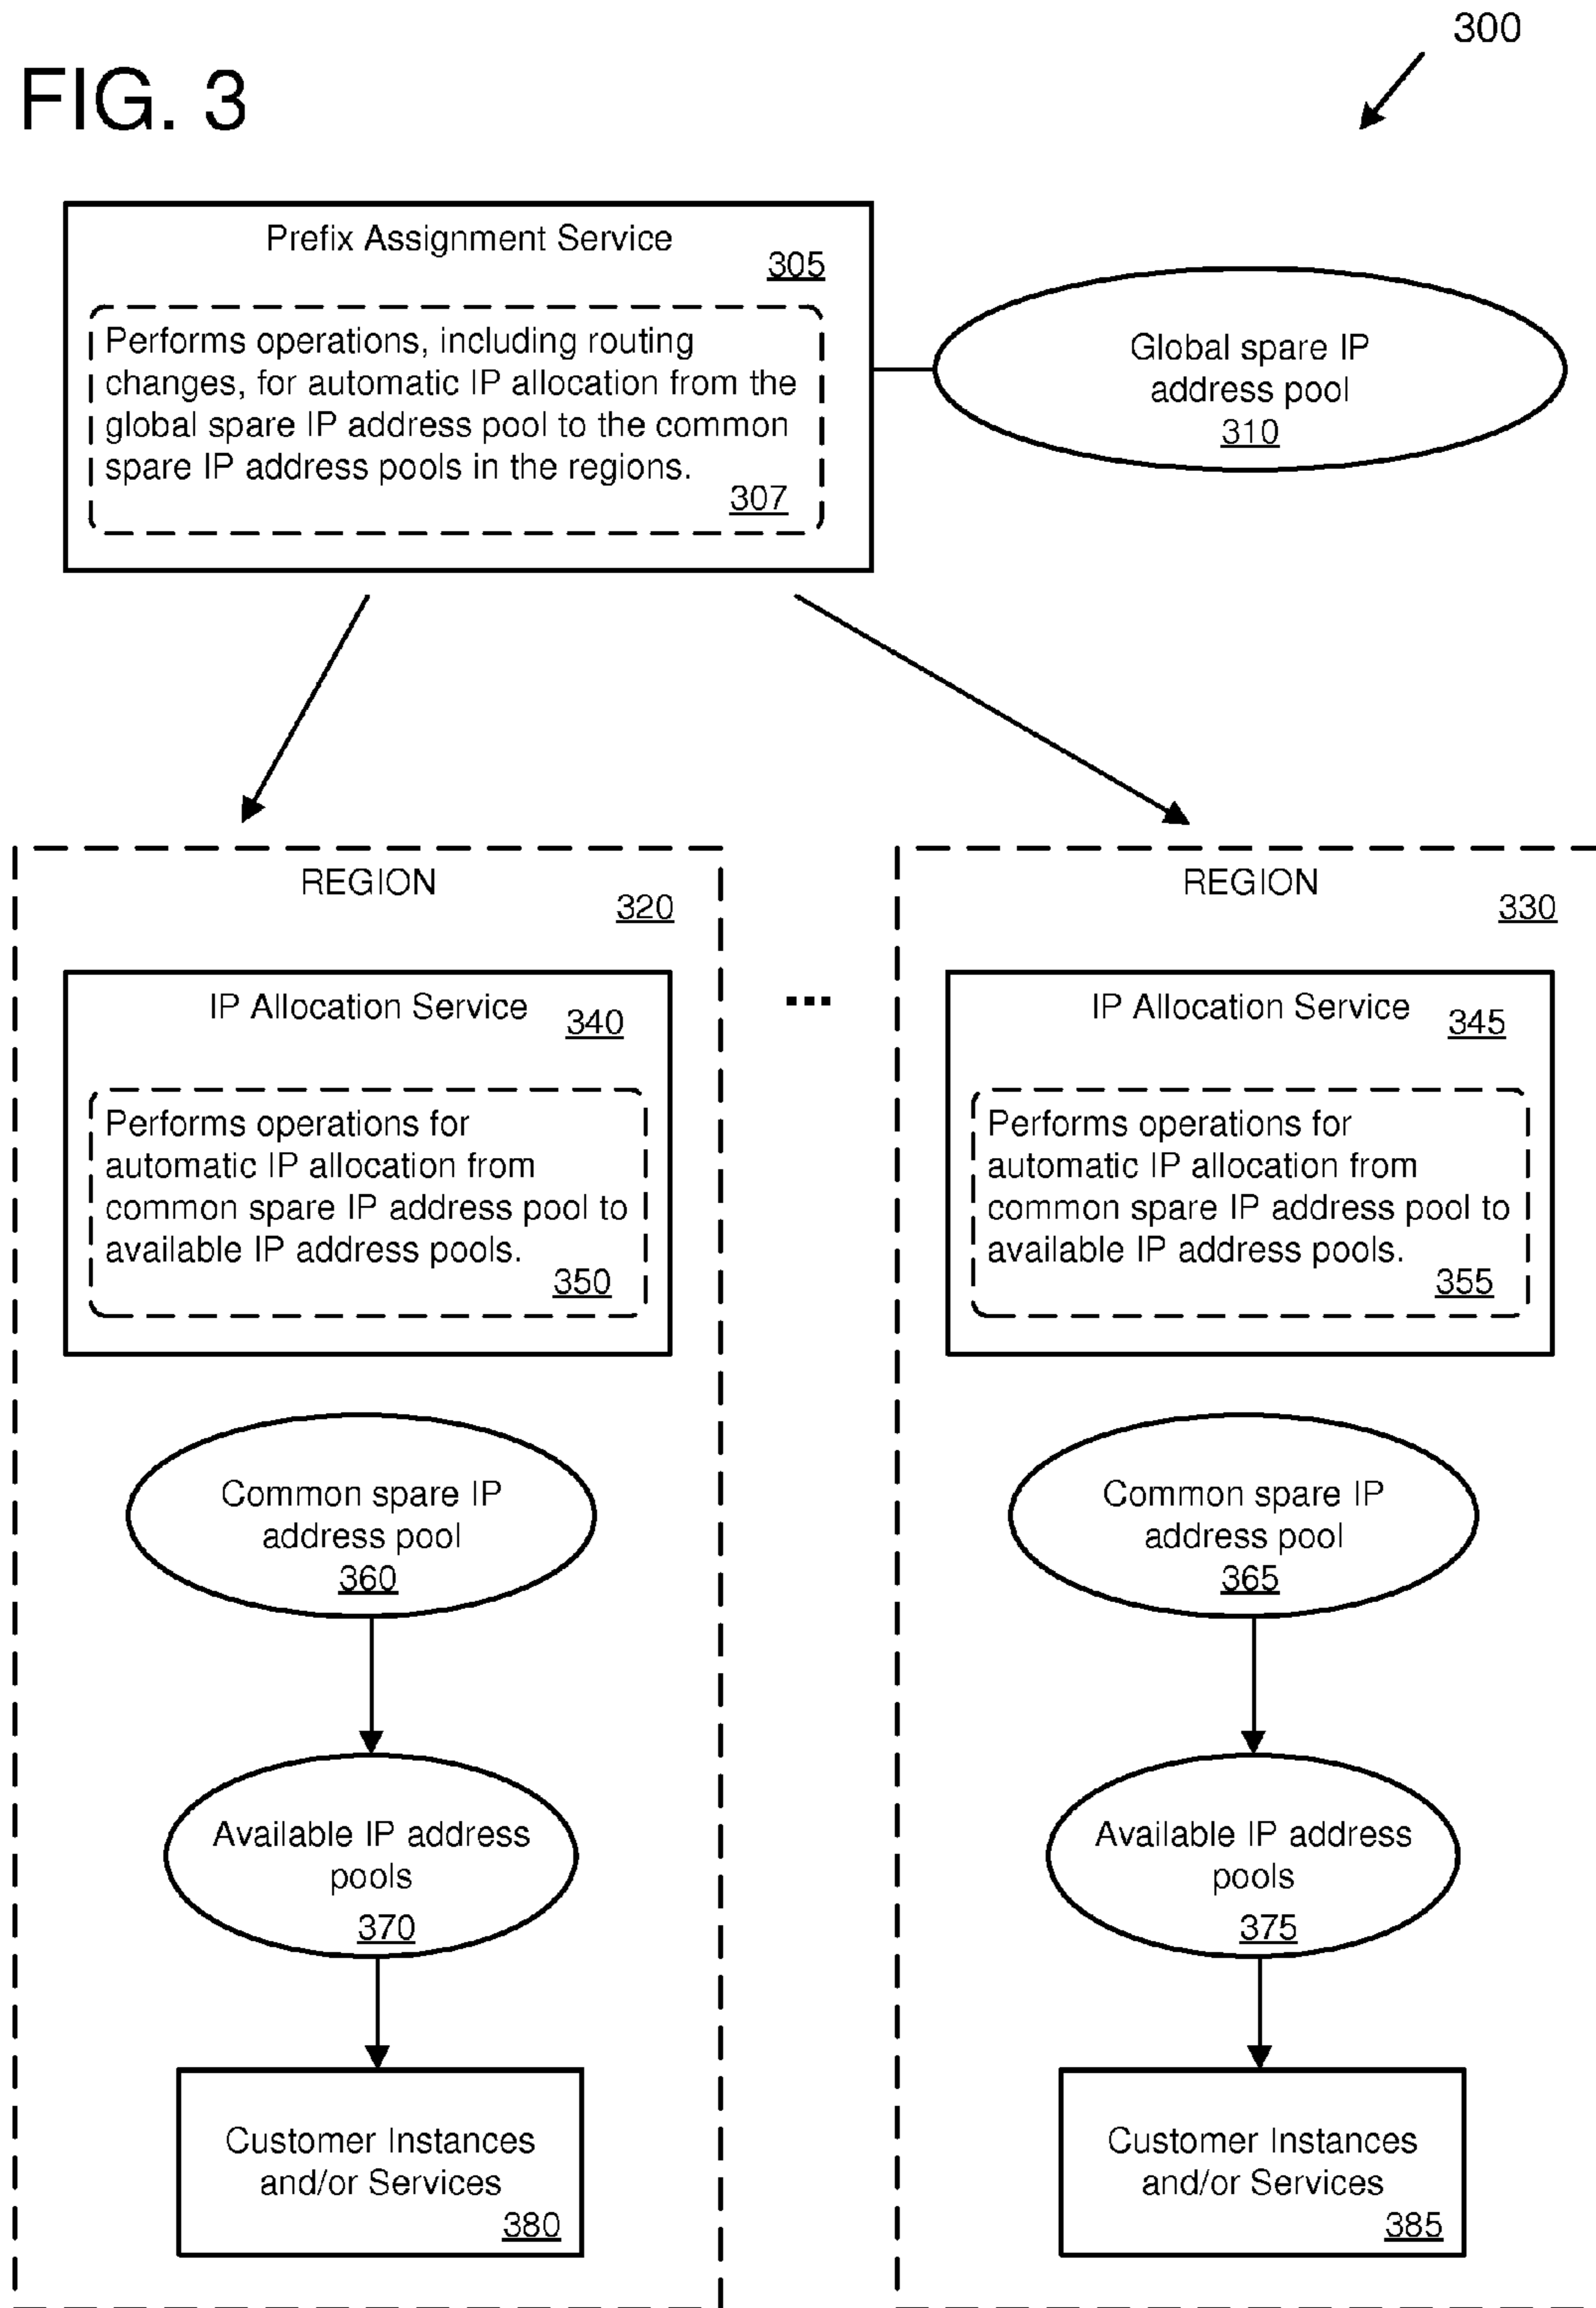 300
FIG. 3
Prefix Assignment Service
305
Performs operations, including routing
changes, for automatic IP allocation from the
global spare IP address pool to the common
spare IP address pools in the regions.
307
Global spare IP
address pool
310
REGION
320
IP Allocation Service
340
Performs operations for
automatic IP allocation from
common spare IP address pool to
available IP address pools.
350
Common spare IP
address pool
360
Available IP address
pools
370
Customer Instances
and/or Services
380
...
REGION
330
IP Allocation Service
345
Performs operations for
automatic IP allocation from
common spare IP address pool to
available IP address pools.
355
Common spare IP
address pool
365
Available IP address
pools
375
Customer Instances
and/or Services
385